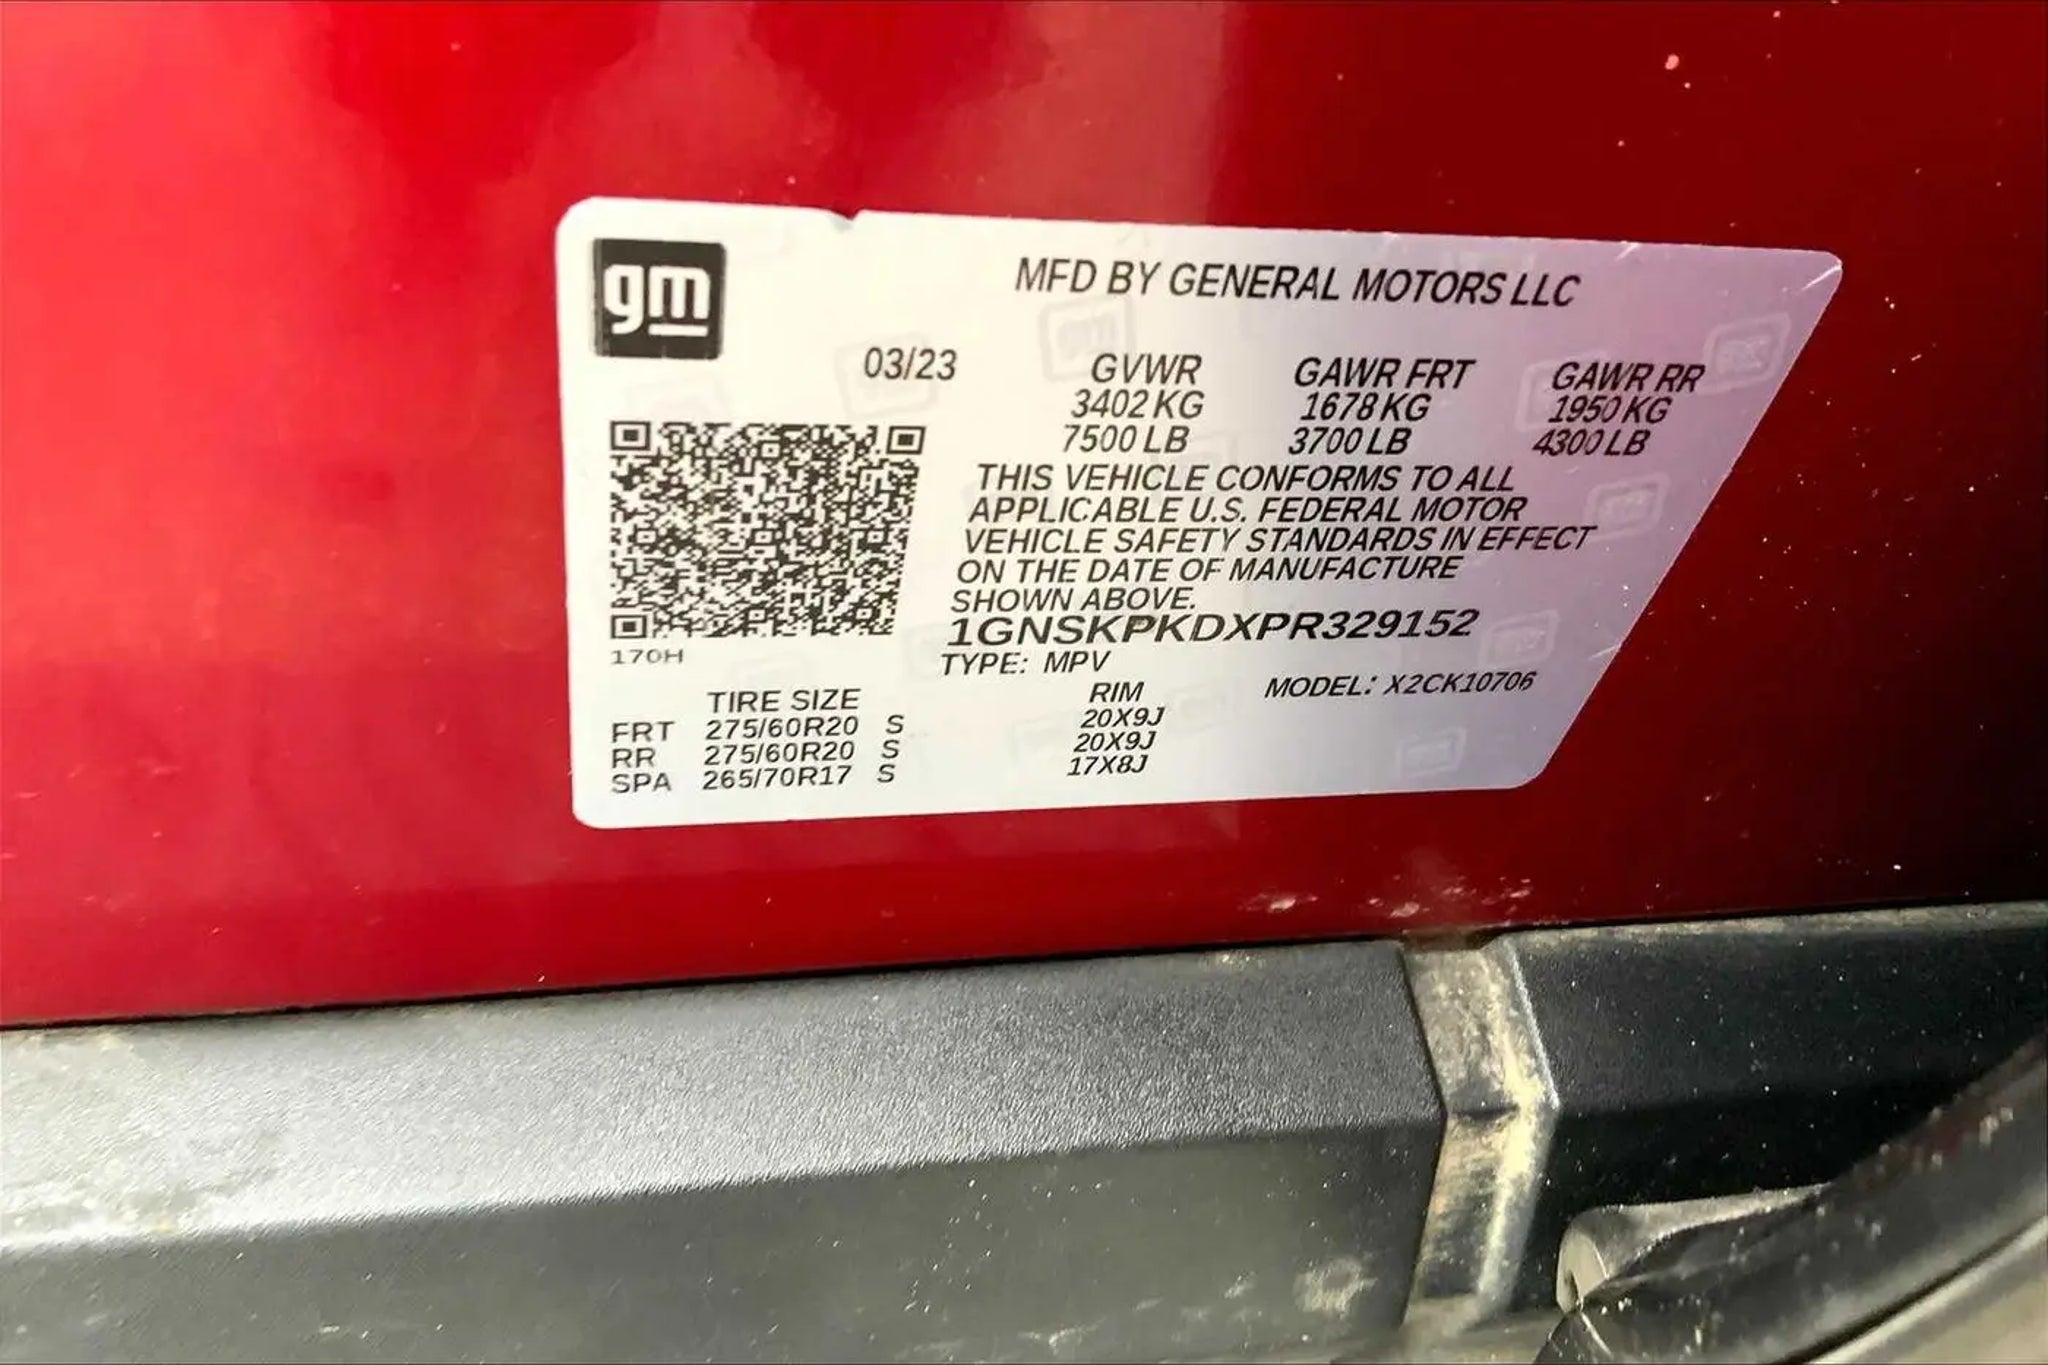 gm
MFD BY GENERAL MOTORS LLC
03/23 GVWR GAWR FRT GAWR RR
3402 KG 1678 KG 1950 KG
7500 LB 3700 LB 4300 LB
THIS VEHICLE CONFORMS TO ALL
APPLICABLE U.S. FEDERAL MOTOR
VEHICLE SAFETY STANDARDS IN EFFECT
ON THE DATE OF MANUFACTURE
SHOWN ABOVE.
1GNSKPKDXPR329152
170H
TYPE: MPV
MODEL: X2CK10706
TIRE SIZE RIM
FRT 275/60R20 S 20X9J
RR 275/60R20 S 20X9J
SPA 265/70R17 S 17X8J